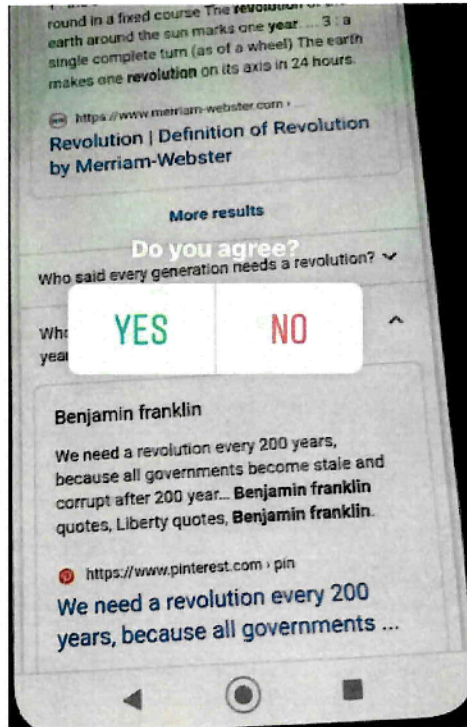 round in a fixed course The revolution of the
earth around the sun marks one year. ... 3 : a
single complete turn (as of a wheel) The earth
makes one revolution on its axis in 24 hours.
https://www.merriam-webster.com ›
Revolution | Definition of Revolution
by Merriam-Webster
More results
Do you agree?
Who said every generation needs a revolution?
YES NO
Benjamin franklin
We need a revolution every 200 years,
because all governments become stale and
corrupt after 200 year... Benjamin franklin
quotes, Liberty quotes, Benjamin franklin.
https://www.pinterest.com › pin
We need a revolution every 200
years, because all governments ...